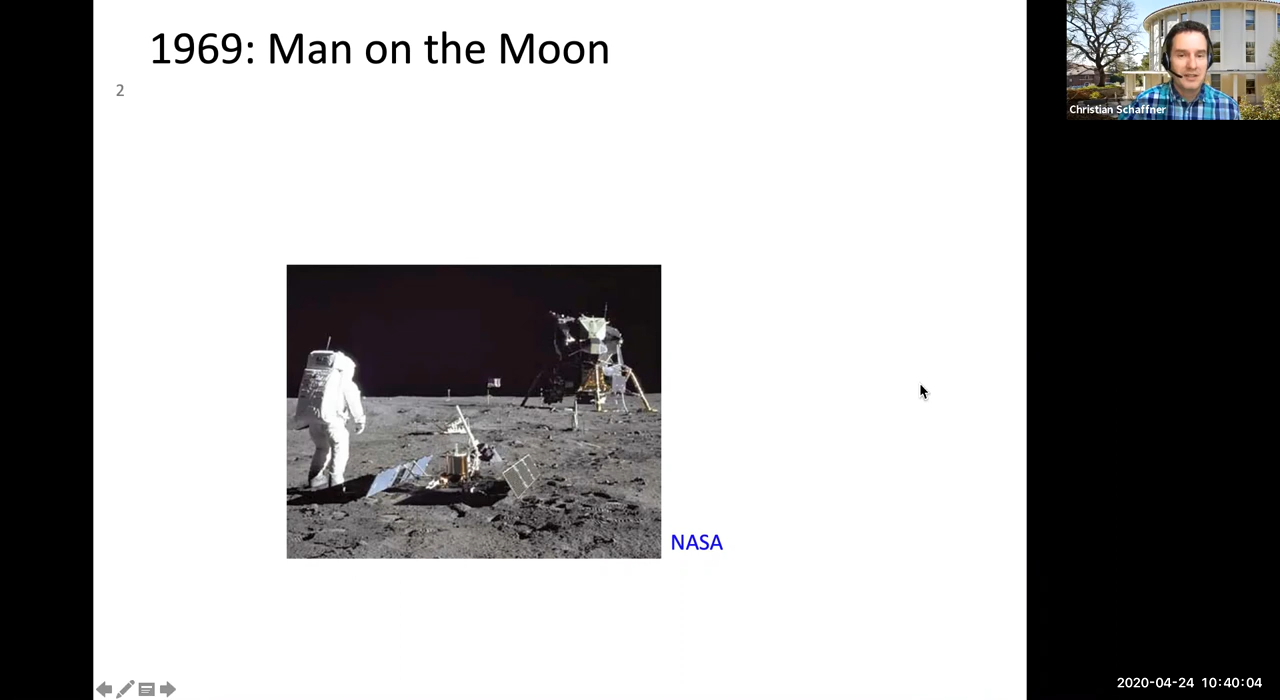 1969: Man on the Moon
2
Christian Schaffner
NASA
2020-04-24 10:40:04